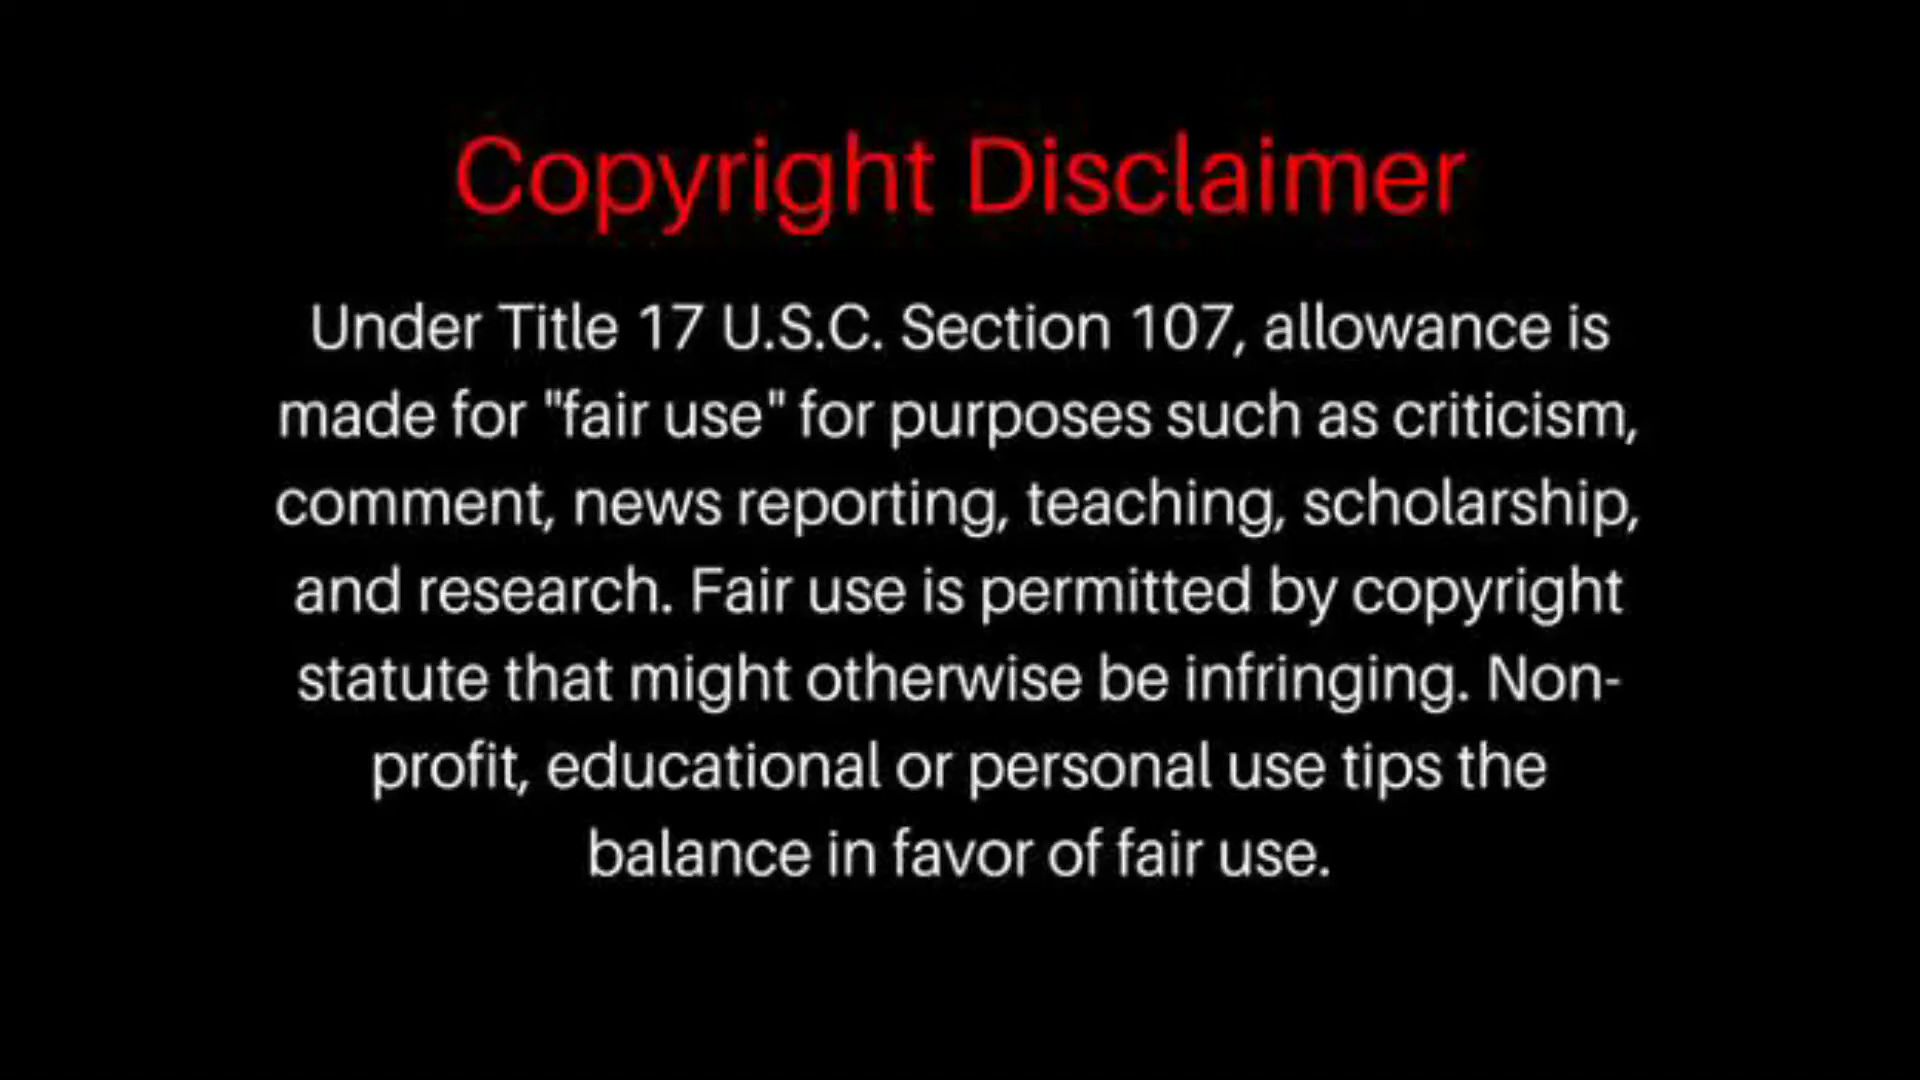 Copyright Disclaimer
Under Title 17 U.S.C. Section 107, allowance is
made for "fair use" for purposes such as criticism,
comment, news reporting, teaching, scholarship,
and research. Fair use is permitted by copyright
statute that might otherwise be infringing. Non-
profit, educational or personal use tips the
balance in favor of fair use.